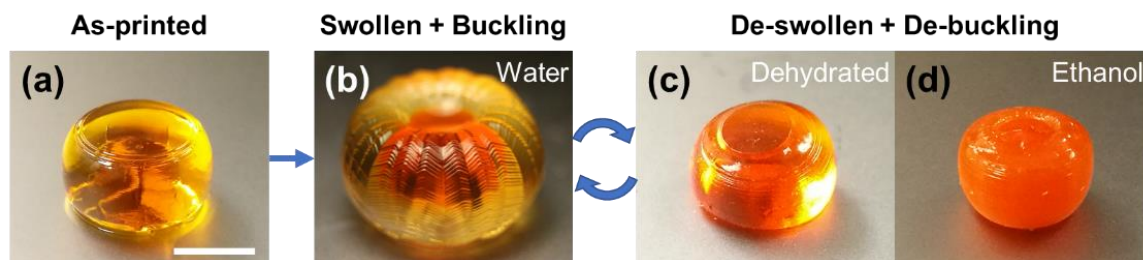 As-printed
Swollen + Buckling
De-swollen + De-buckling
(a)
(b)
Water
(c)
Dehydrated
(d)
Ethanol